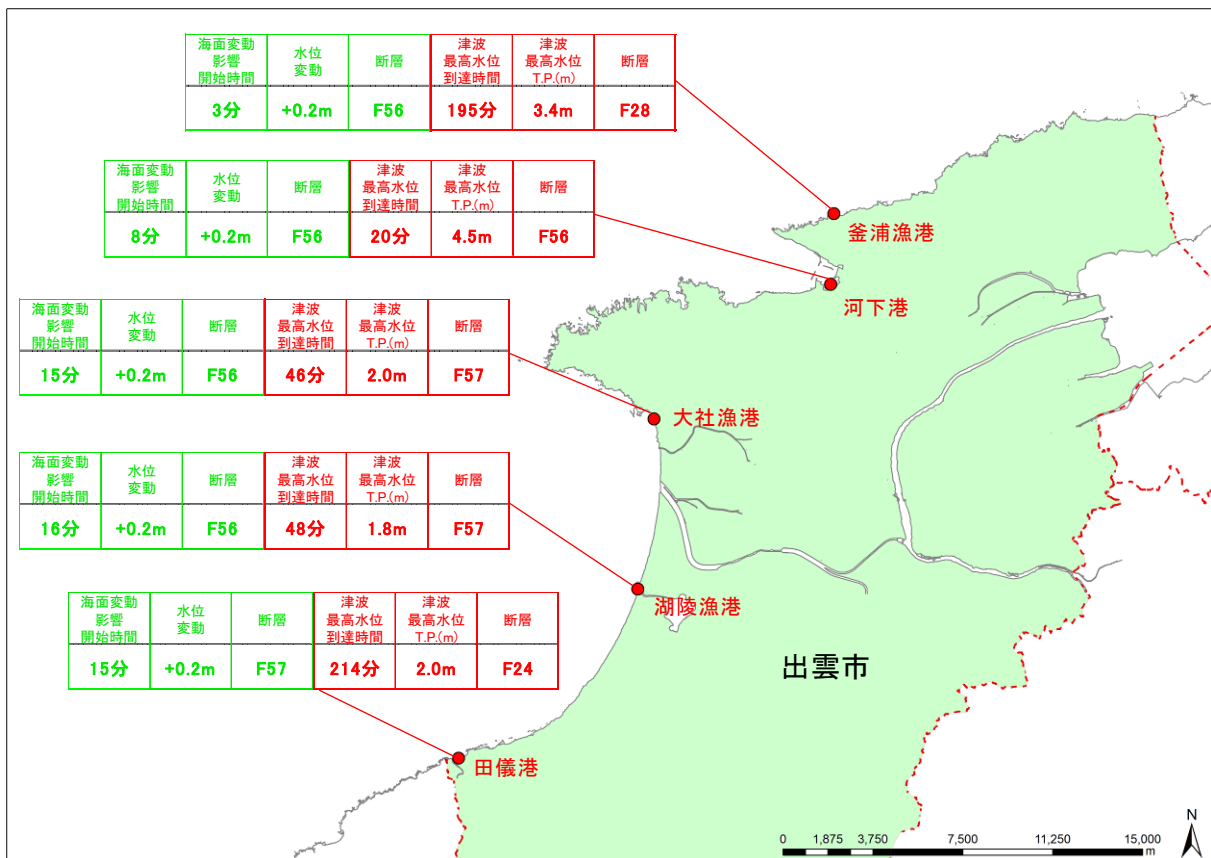 海面変動
影響
開始時間
水位
変動
断層
津波
最高水位
到達時間
津波
最高水位
T.P.(m)
断層
3分
+0.2m
F56
195分
3.4m
F28
海面変動
影響
開始時間
水位
変動
断層
津波
最高水位
到達時間
津波
最高水位
T.P.(m)
断層
8分
+0.2m
F56
20分
4.5m
F56
釜浦漁港
河下港
海面変動
影響
開始時間
水位
変動
断層
津波
最高水位
到達時間
津波
最高水位
T.P.(m)
断層
15分
+0.2m
F56
46分
2.0m
F57
大社漁港
海面変動
影響
開始時間
水位
変動
断層
津波
最高水位
到達時間
津波
最高水位
T.P.(m)
断層
16分
+0.2m
F56
48分
1.8m
F57
湖陵漁港
海面変動
影響
開始時間
水位
変動
断層
津波
最高水位
到達時間
津波
最高水位
T.P.(m)
断層
15分
+0.2m
F57
214分
2.0m
F24
出雲市
田儀港
0 1,875 3,750 7,500 11,250 15,000
m
N